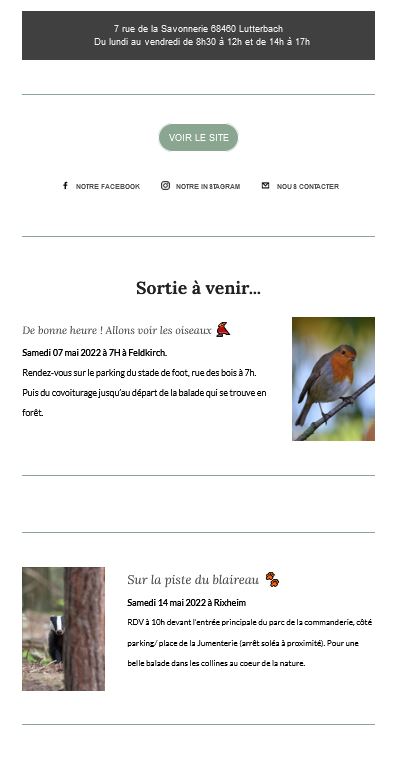 7 rue de la Savonnerie 68460 Lutterbach
Du lundi au vendredi de 8h30 à 12h et de 14h à 17h
VOIR LE SITE
NOTRE FACEBOOK NOTRE INSTAGRAM NOUS CONTACTER
Sortie à venir...
De bonne heure ! Allons voir les oiseaux
Samedi 07 mai 2022 à 7H à Feldkirch.
Rendez-vous sur le parking du stade de foot, rue des bois à 7h.
Puis du covoiturage jusqu'au départ de la balade qui se trouve en
forêt.
Sur la piste du blaireau
Samedi 14 mai 2022 à Rixheim
RDV à 10h devant l'entrée principale du parc de la commanderie, côté
parking/ place de la Jumenterie (arrêt soléa à proximité). Pour une
belle balade dans les collines au coeur de la nature.